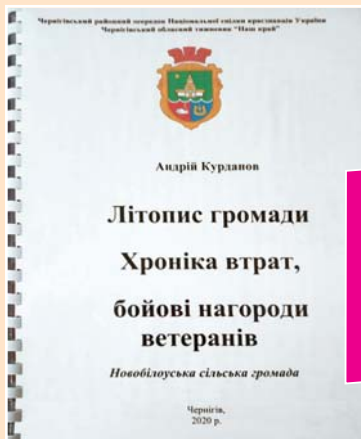 Чернігівський районний осередок Національної спілки краєзнавців України
Чернігівський обласний тижневик "Наш край"
Андрій Курданов
Літопис громади
Хроніка втрат,
бойові нагороди
ветеранів
Новобілоуська сільська громада
Чернігів,
2020 р.